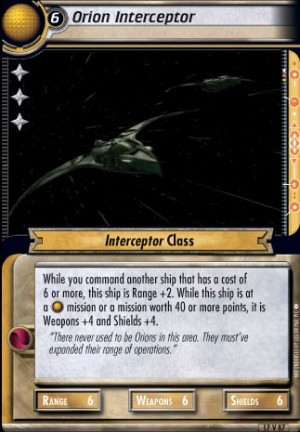 6 Orion Interceptor
Interceptor Class
While you command another ship that has a cost of
6 or more, this ship is Range +2. While this ship is at
a mission or a mission worth 40 or more points, it is
Weapons +4 and Shields +4.
"There never used to be Orions in this area. They must've
expanded their range of operations."
RANGE 6 WEAPONS 6 SHIELDS 6
17 V 67